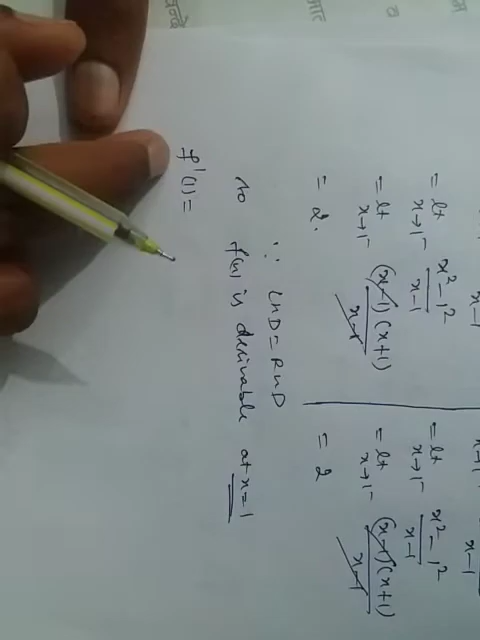 x-1
= lt x→1⁻ x²-1²/x-1
= lt x→1⁻ (x-1)(x+1)/x-1
= 2.
x→1
x-1
= lt x→1⁻ x²-1²/x-1
= lt x→1⁻ (x-1)(x+1)/x-1
= 2
∵ LHD = RHD
so f(x) is derivable at x=1
f'(1) =